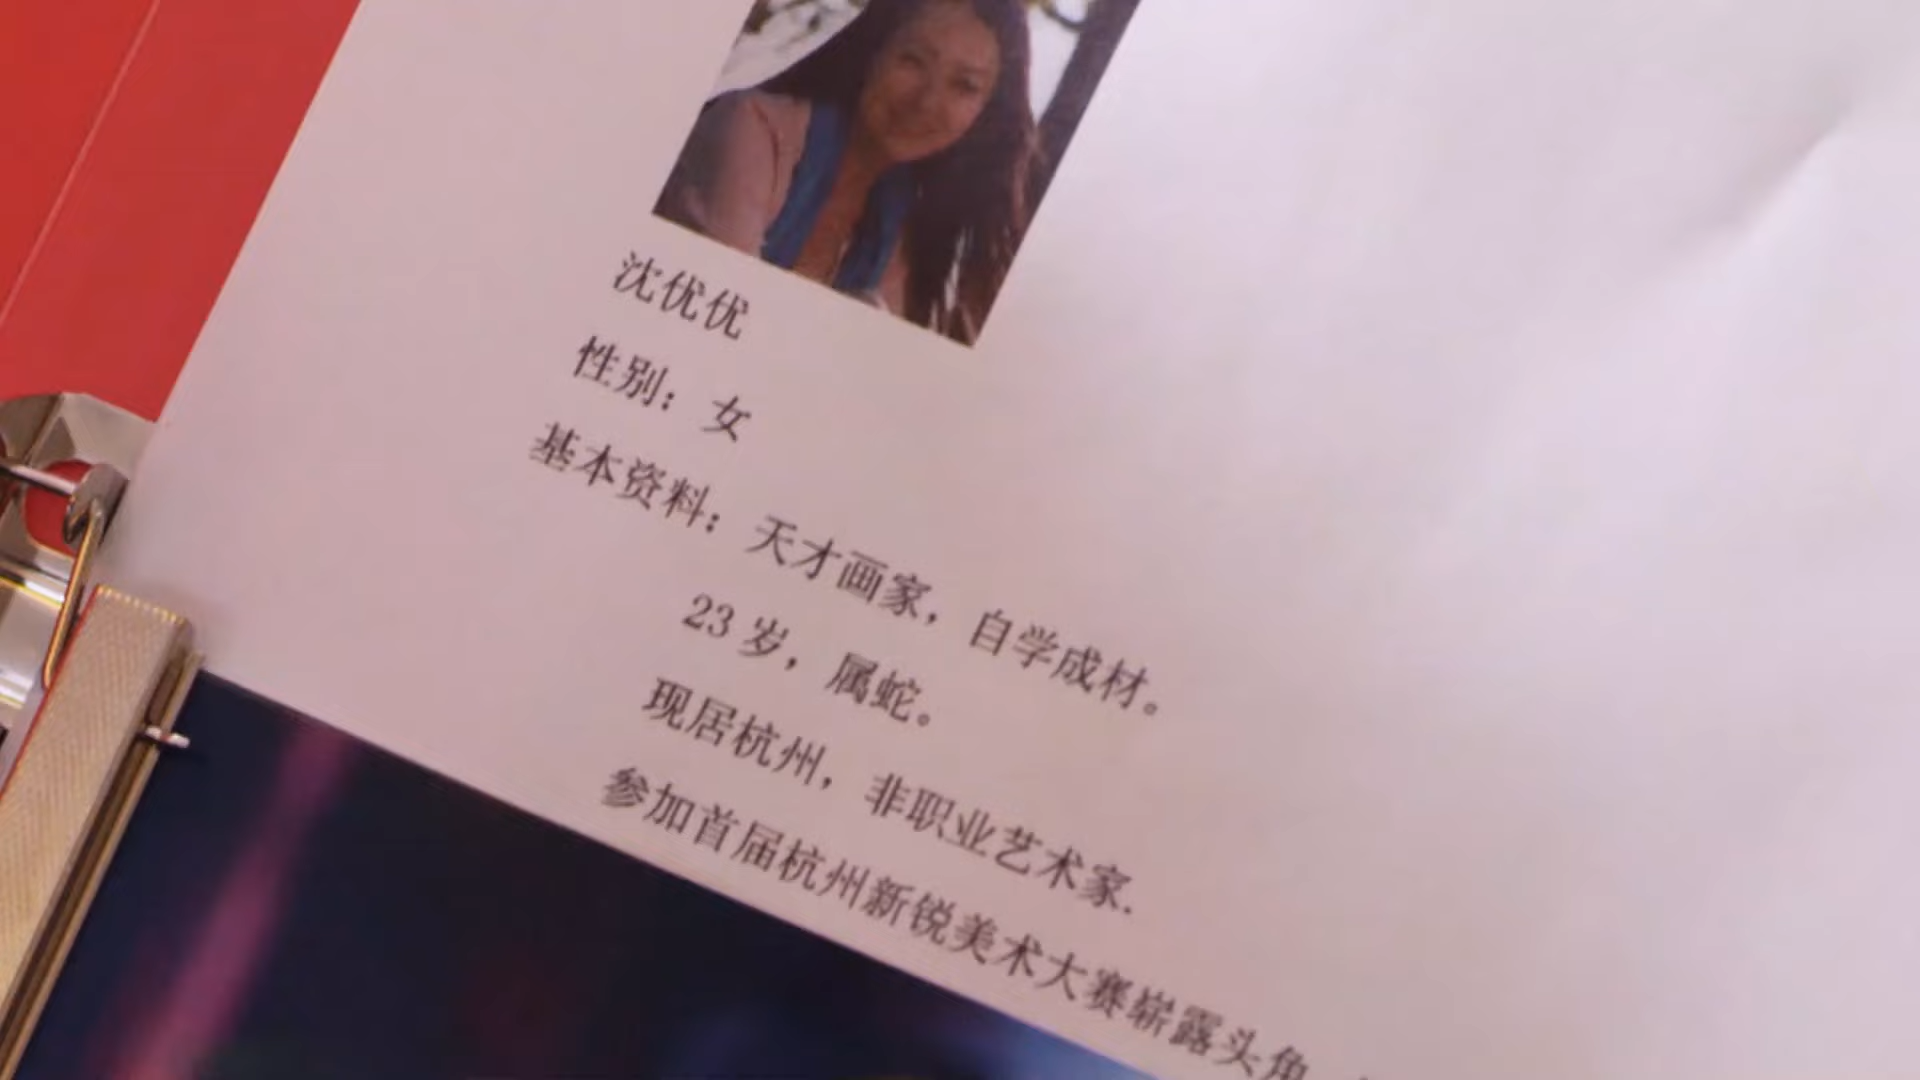 沈优优
性别：女
基本资料：天才画家，自学成材。
23岁，属蛇。
现居杭州，非职业艺术家.
参加首届杭州新锐美术大赛崭露头角